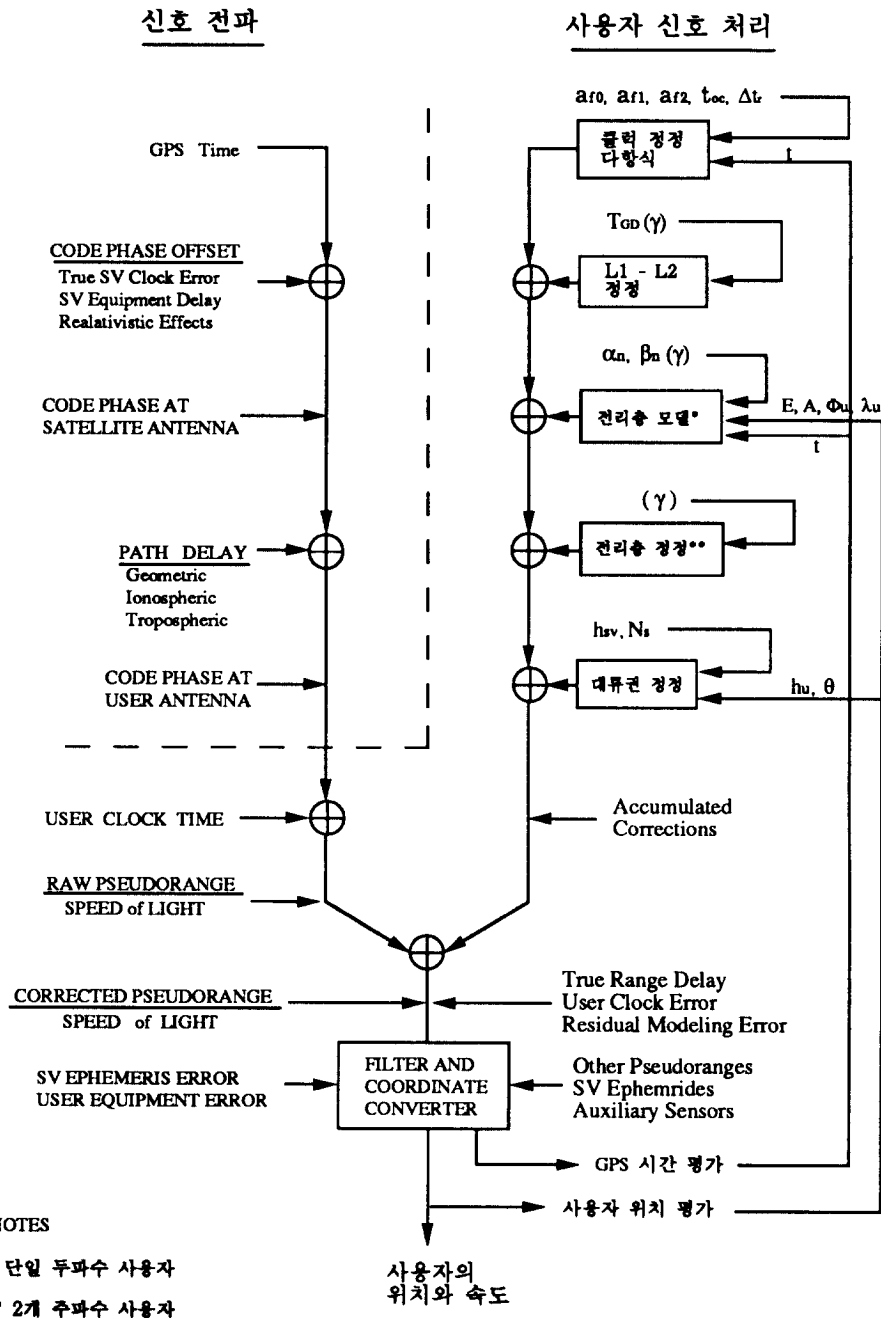 신호 전파
사용자 신호 처리
af0, af1, af2, toc, Δtr
GPS Time
클럭 정정
다항식
t
TGD (γ)
CODE PHASE OFFSET
True SV Clock Error
SV Equipment Delay
Realativistic Effects
L1 - L2
정정
αn, βn (γ)
CODE PHASE AT
SATELLITE ANTENNA
전리층 모델*
E, A, Φu, λu
t
(γ)
PATH DELAY
Geometric
Ionospheric
Tropospheric
전리층 정정**
hsv, Ns
CODE PHASE AT
USER ANTENNA
대류권 정정
hu, θ
USER CLOCK TIME
Accumulated
Corrections
RAW PSEUDORANGE
SPEED of LIGHT
CORRECTED PSEUDORANGE
SPEED of LIGHT
True Range Delay
User Clock Error
Residual Modeling Error
SV EPHEMERIS ERROR
USER EQUIPMENT ERROR
FILTER AND
COORDINATE
CONVERTER
Other Pseudoranges
SV Ephemrides
Auxiliary Sensors
GPS 시간 평가
사용자 위치 평가
NOTES
단일 두파수 사용자
* 2개 주파수 사용자
사용자의
위치와 속도